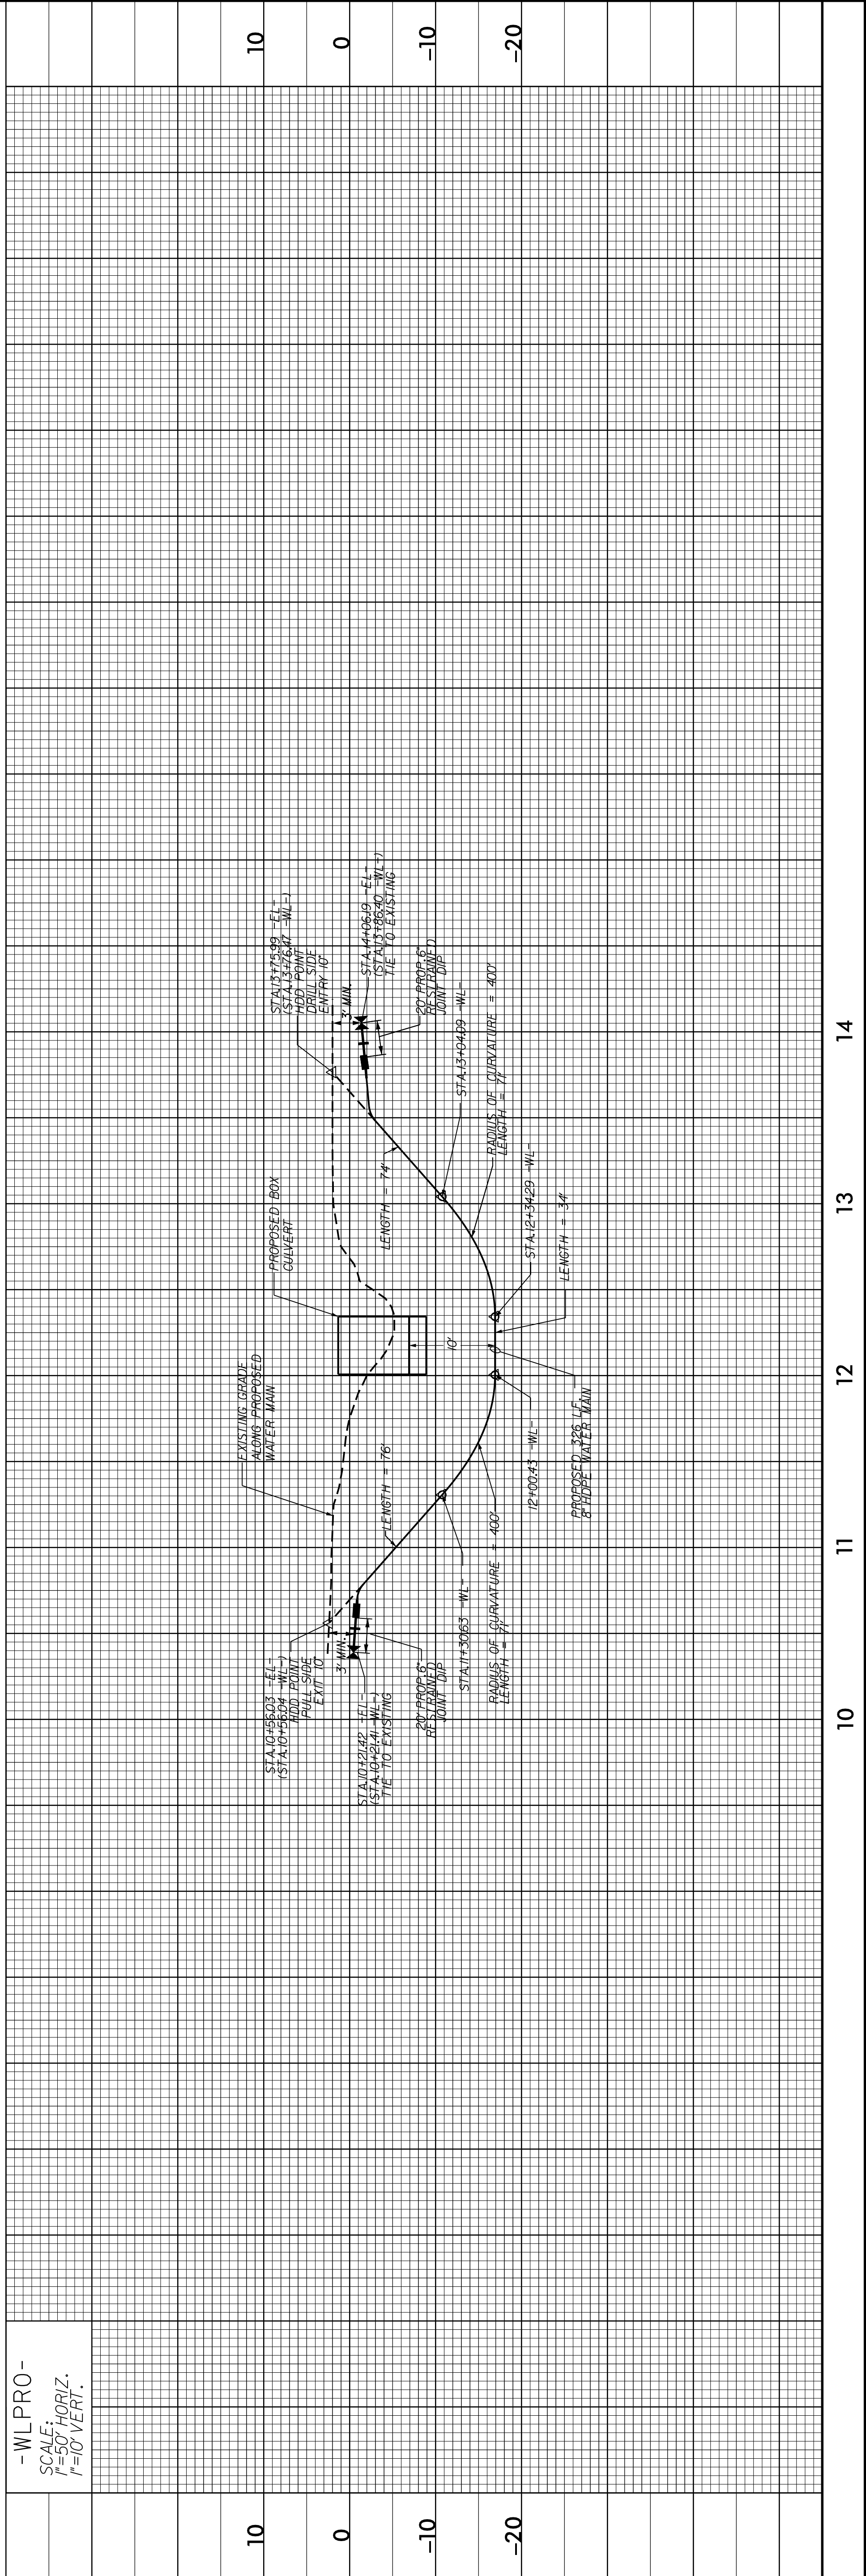 -WLPRO-
SCALE:
1"=50' HORIZ.
1"=10' VERT.
10
0
-10
-20
10
0
-10
-20
STA.10+56.03 -EL-
(STA.10+56.04 -WL-)
HDD POINT
PULL SIDE
EXIT 10°
3' MIN.
STA.10+21.42 -EL-
(STA.10+21.41 -WL-)
TIE TO EXISTING
20' PROP. 6"
RESTRAINED
JOINT DIP
STA.11+30.63 -WL-
RADIUS OF CURVATURE = 400'
LENGTH = 71'
EXISTING GRADE
ALONG PROPOSED
WATER MAIN
LENGTH = 76'
12+00.43 -WL-
PROPOSED 326 L.F.
8" HDPE WATER MAIN
PROPOSED BOX
CULVERT
10'
LENGTH = 74'
STA.12+34.29 -WL-
LENGTH = 34'
STA.13+75.99 -EL-
(STA.13+76.47 -WL-)
HDD POINT
DRILL SIDE
ENTRY 10°
3' MIN.
STA.14+06.19 -EL-
(STA.13+86.40 -WL-)
TIE TO EXISTING
20' PROP. 6"
RESTRAINED
JOINT DIP
STA.13+04.09 -WL-
RADIUS OF CURVATURE = 400'
LENGTH = 71'
10
11
12
13
14